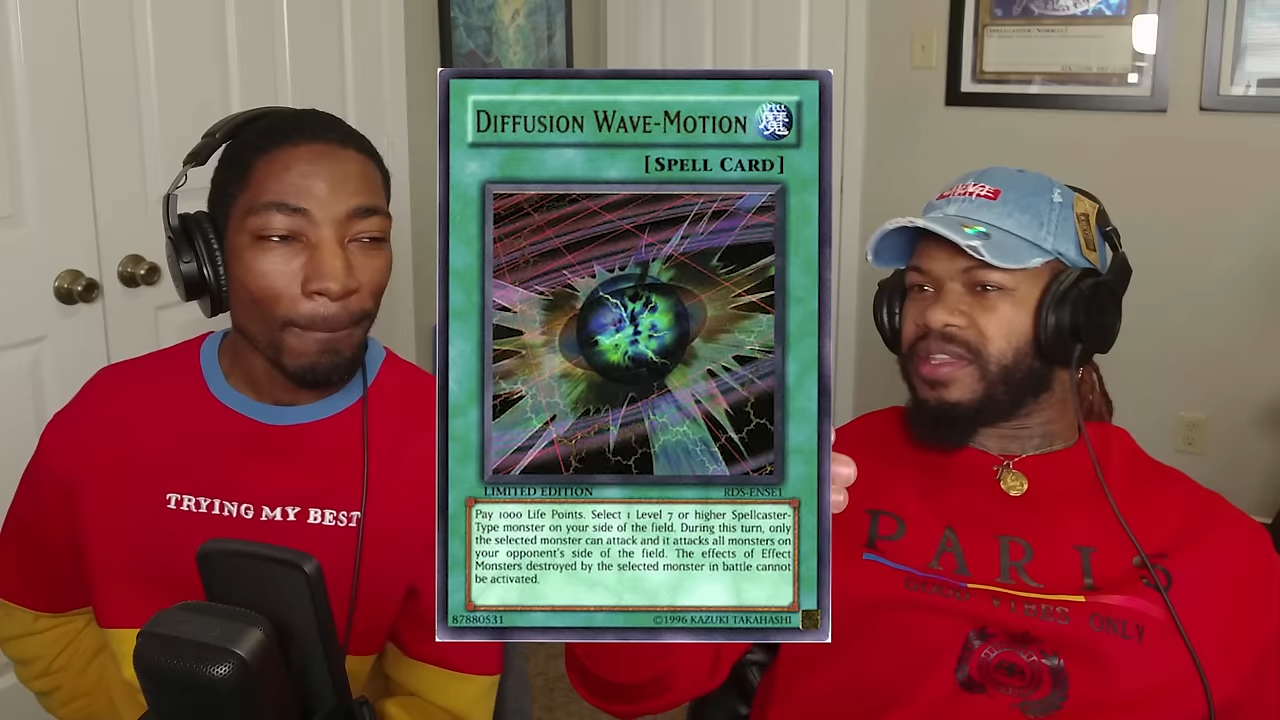 DIFFUSION WAVE-MOTION
魔
[SPELL CARD]
LIMITED EDITION
RDS-ENSE1
Pay 1000 Life Points. Select 1 Level 7 or higher Spellcaster-
Type monster on your side of the field. During this turn, only
the selected monster can attack and it attacks all monsters on
your opponent's side of the field. The effects of Effect
Monsters destroyed by the selected monster in battle cannot
be activated.
87880531
©1996 KAZUKI TAKAHASHI
TRYING MY BEST
PARIS
GOOD VIBES ONLY